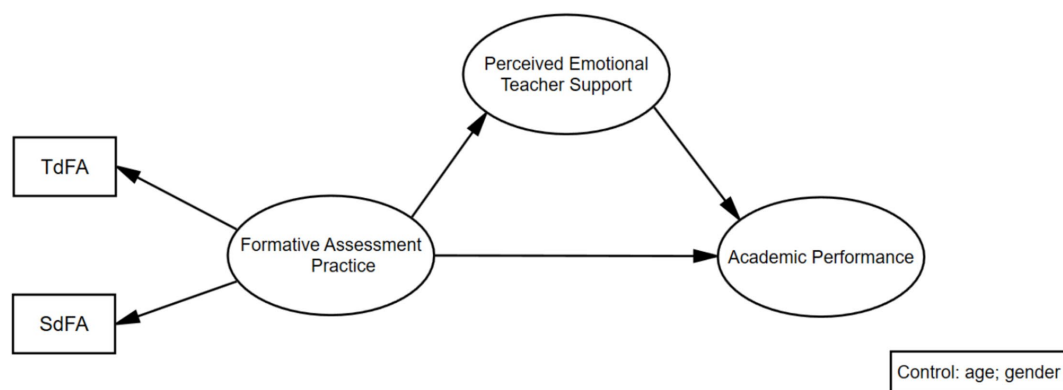 Perceived Emotional
Teacher Support
TdFA
Formative Assessment
Practice
Academic Performance
SdFA
Control: age; gender